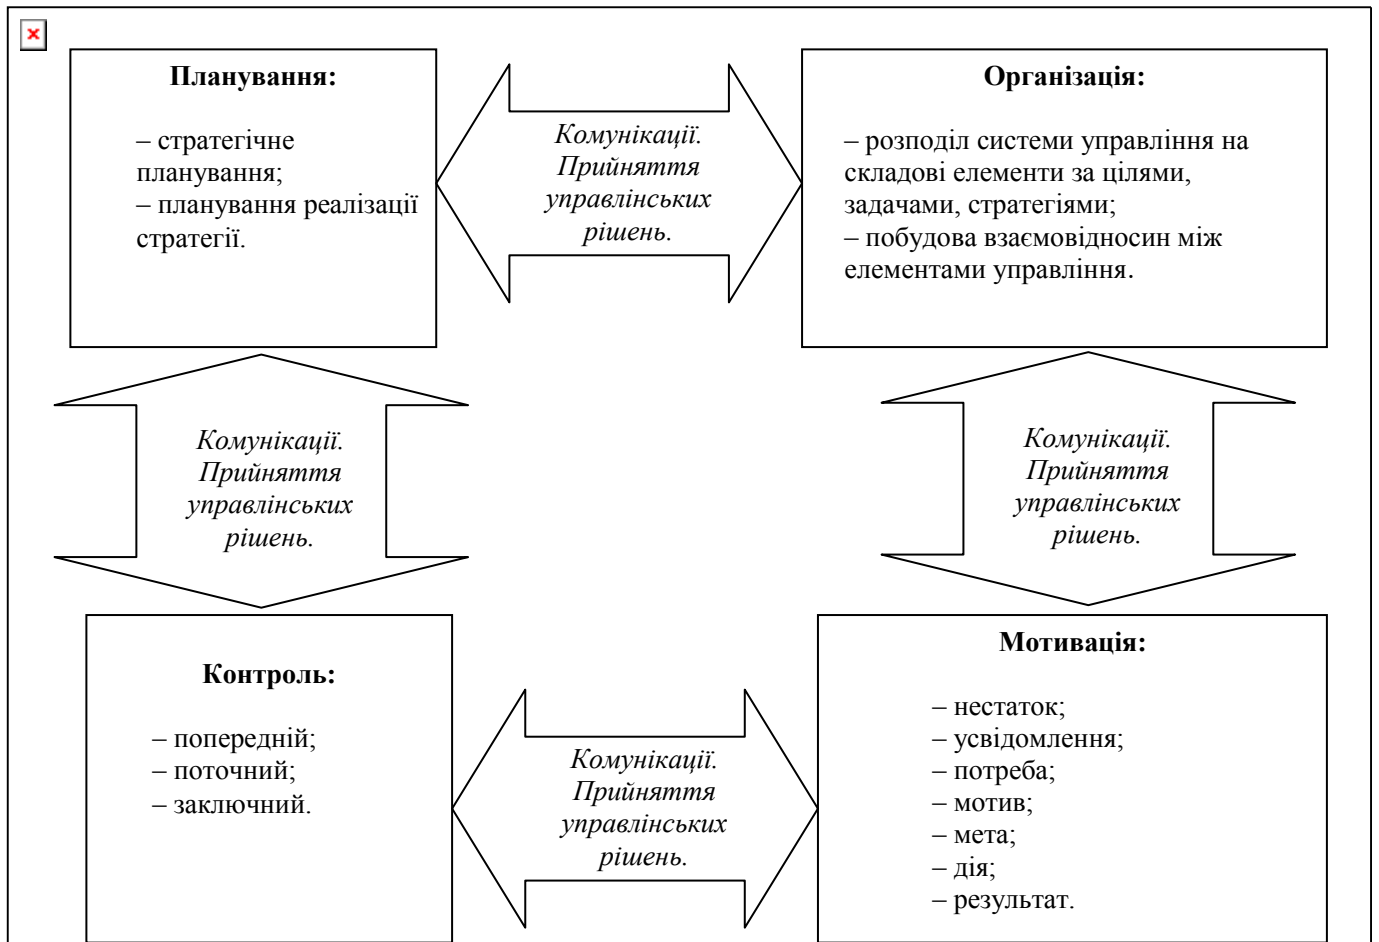 Планування:
– стратегічне
планування;
– планування реалізації
стратегії.
Комунікації.
Прийняття
управлінських
рішень.
Організація:
– розподіл системи управління на
складові елементи за цілями,
задачами, стратегіями;
– побудова взаємовідносин між
елементами управління.
Комунікації.
Прийняття
управлінських
рішень.
Комунікації.
Прийняття
управлінських
рішень.
Контроль:
– попередній;
– поточний;
– заключний.
Комунікації.
Прийняття
управлінських
рішень.
Мотивація:
– нестаток;
– усвідомлення;
– потреба;
– мотив;
– мета;
– дія;
– результат.